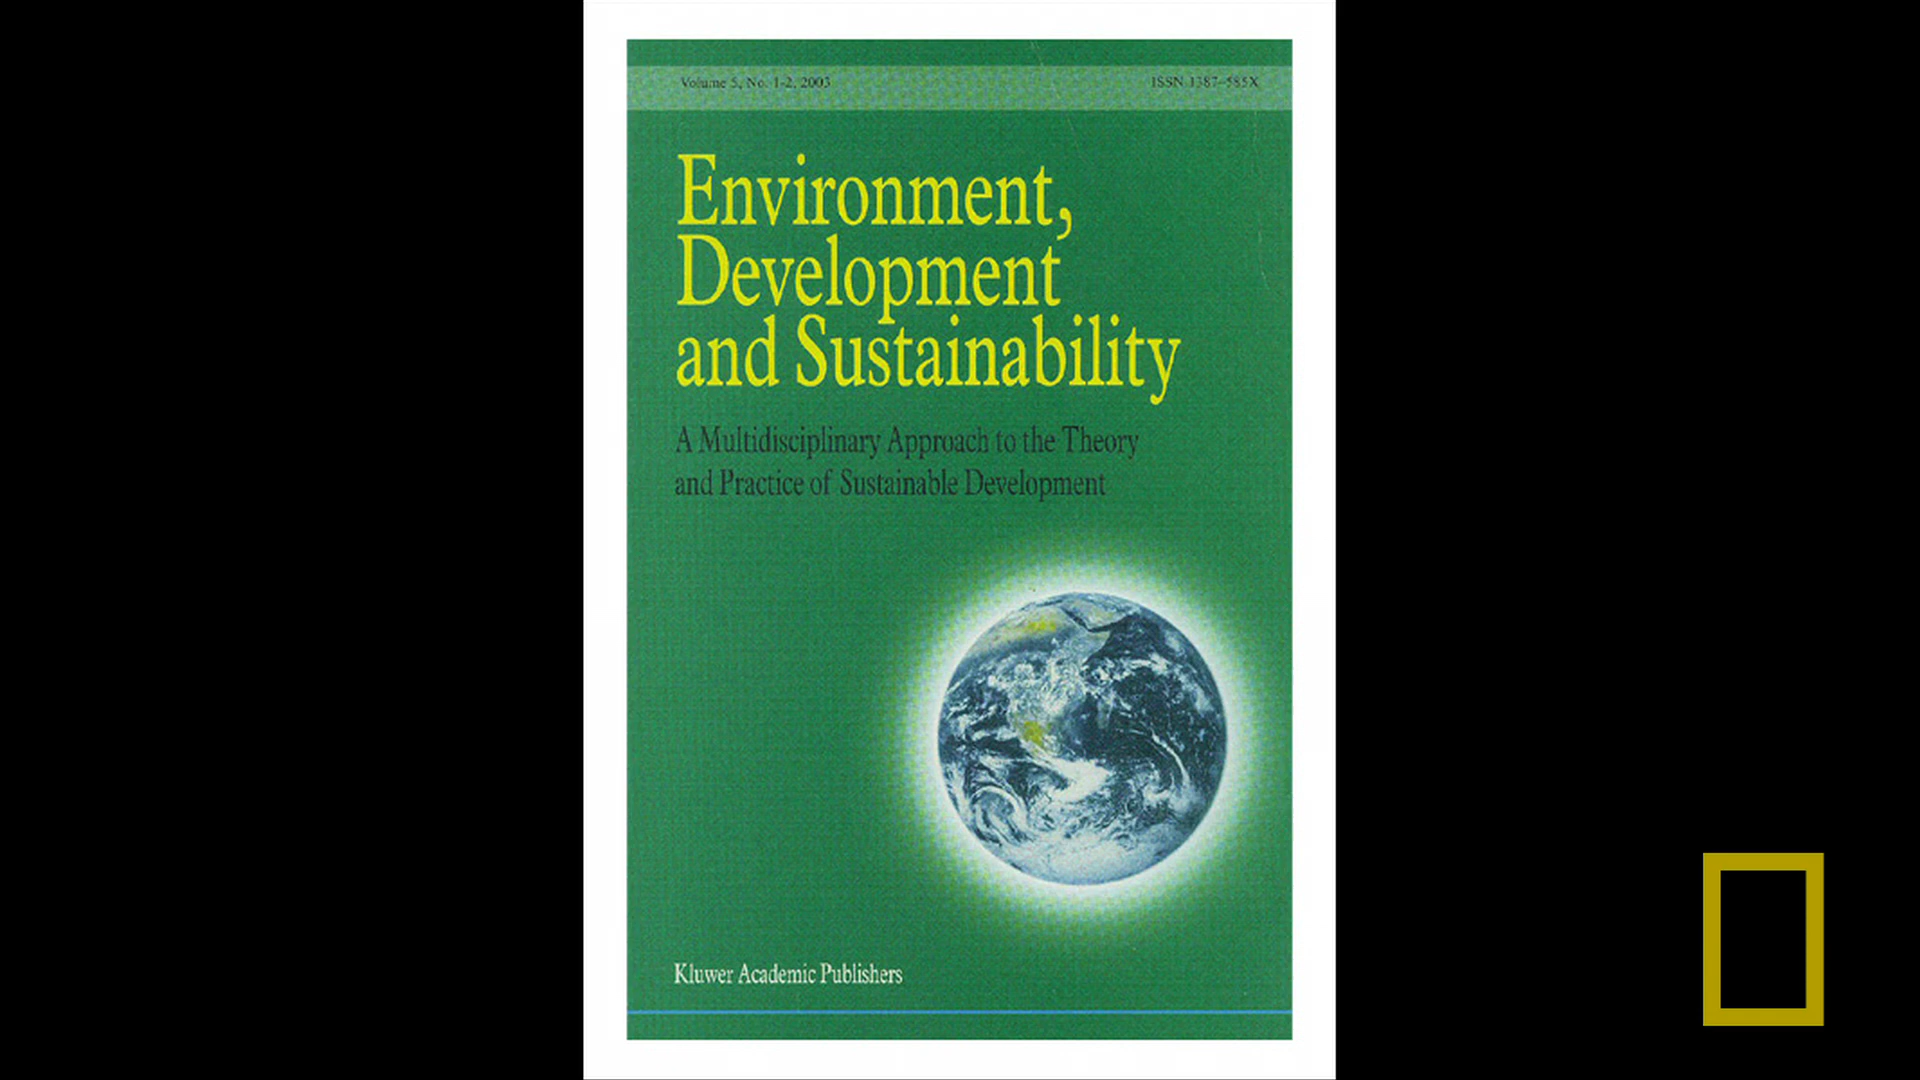 Volume 5, No. 1-2, 2003
ISSN 1387-585X
Environment,
Development
and Sustainability
A Multidisciplinary Approach to the Theory
and Practice of Sustainable Development
Kluwer Academic Publishers